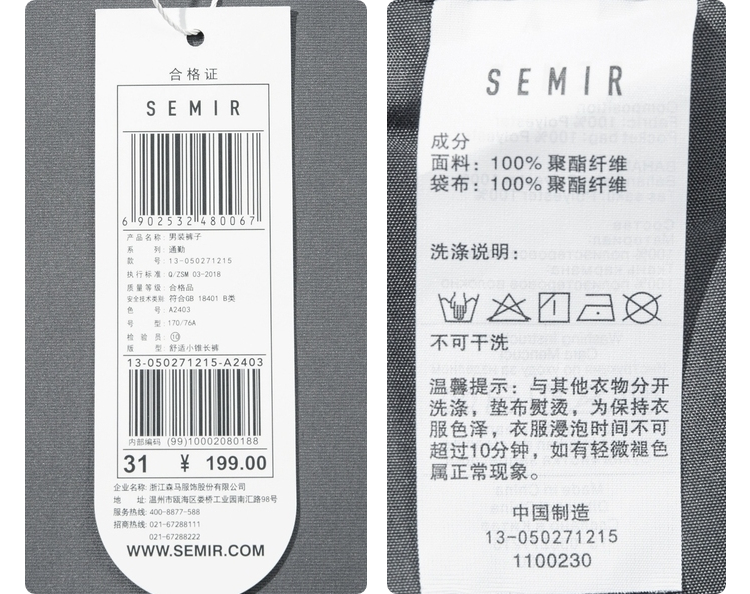 合格证
SEMIR
6 902532 480067
产品名称: 男装裤子
系 列: 通勤
款 号: 13-050271215
执行标准: Q/ZSM 03-2018
质量等级: 合格品
安全技术类别 符合GB 18401 B类
色 号: A2403
号 型: 170/76A
检 验 员: ⑩
版 型: 舒适小锥长裤
13-050271215-A2403
内部编码 (99)10002080188
31 ¥ 199.00
企业名称: 浙江森马服饰股份有限公司
地 址: 温州市瓯海区娄桥工业园南汇路98号
服务热线: 400-8877-588
招商热线: 021-67288111
021-67288222
WWW.SEMIR.COM
SEMIR
成分
面料: 100% 聚酯纤维
袋布: 100% 聚酯纤维
洗涤说明:
不可干洗
温馨提示: 与其他衣物分开
洗涤，垫布熨烫，为保持衣
服色泽，衣服浸泡时间不可
超过10分钟，如有轻微褪色
属正常现象。
中国制造
13-050271215
1100230